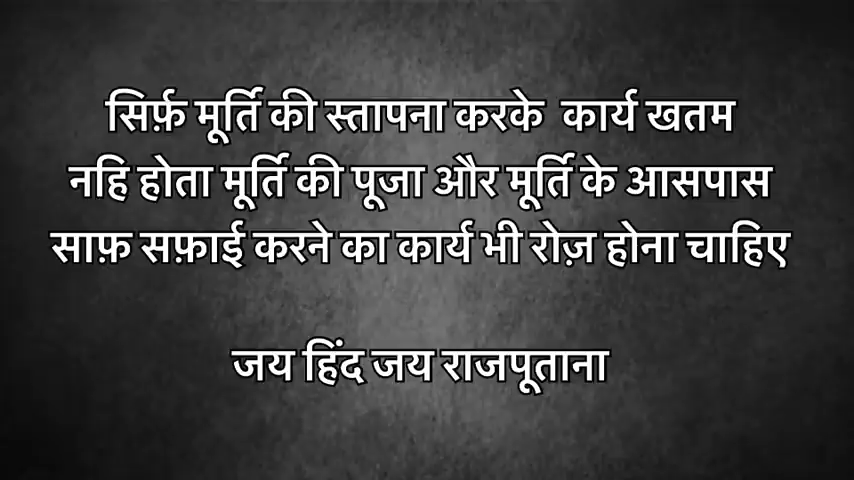 सिर्फ़ मूर्ति की स्तापना करके कार्य खतम
नहि होता मूर्ति की पूजा और मूर्ति के आसपास
साफ़ सफ़ाई करने का कार्य भी रोज़ होना चाहिए
जय हिंद जय राजपूताना